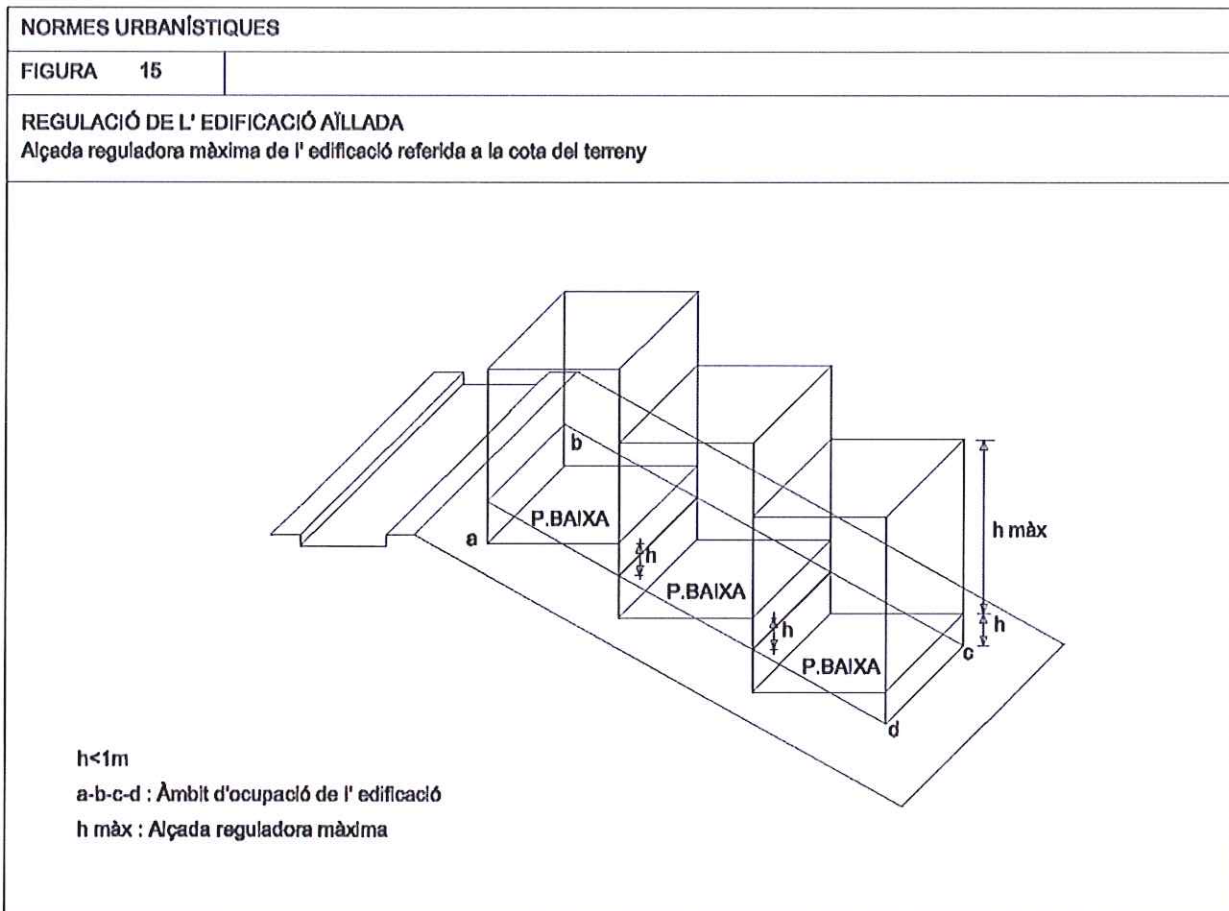 NORMES URBANÍSTIQUES
FIGURA 15
REGULACIÓ DE L' EDIFICACIÓ AÏLLADA
Alçada reguladora màxima de l' edificació referida a la cota del terreny
b
P.BAIXA
a
h
h màx
P.BAIXA
h
h
P.BAIXA
c
d
h<1m
a-b-c-d : Àmbit d'ocupació de l' edificació
h màx : Alçada reguladora màxima